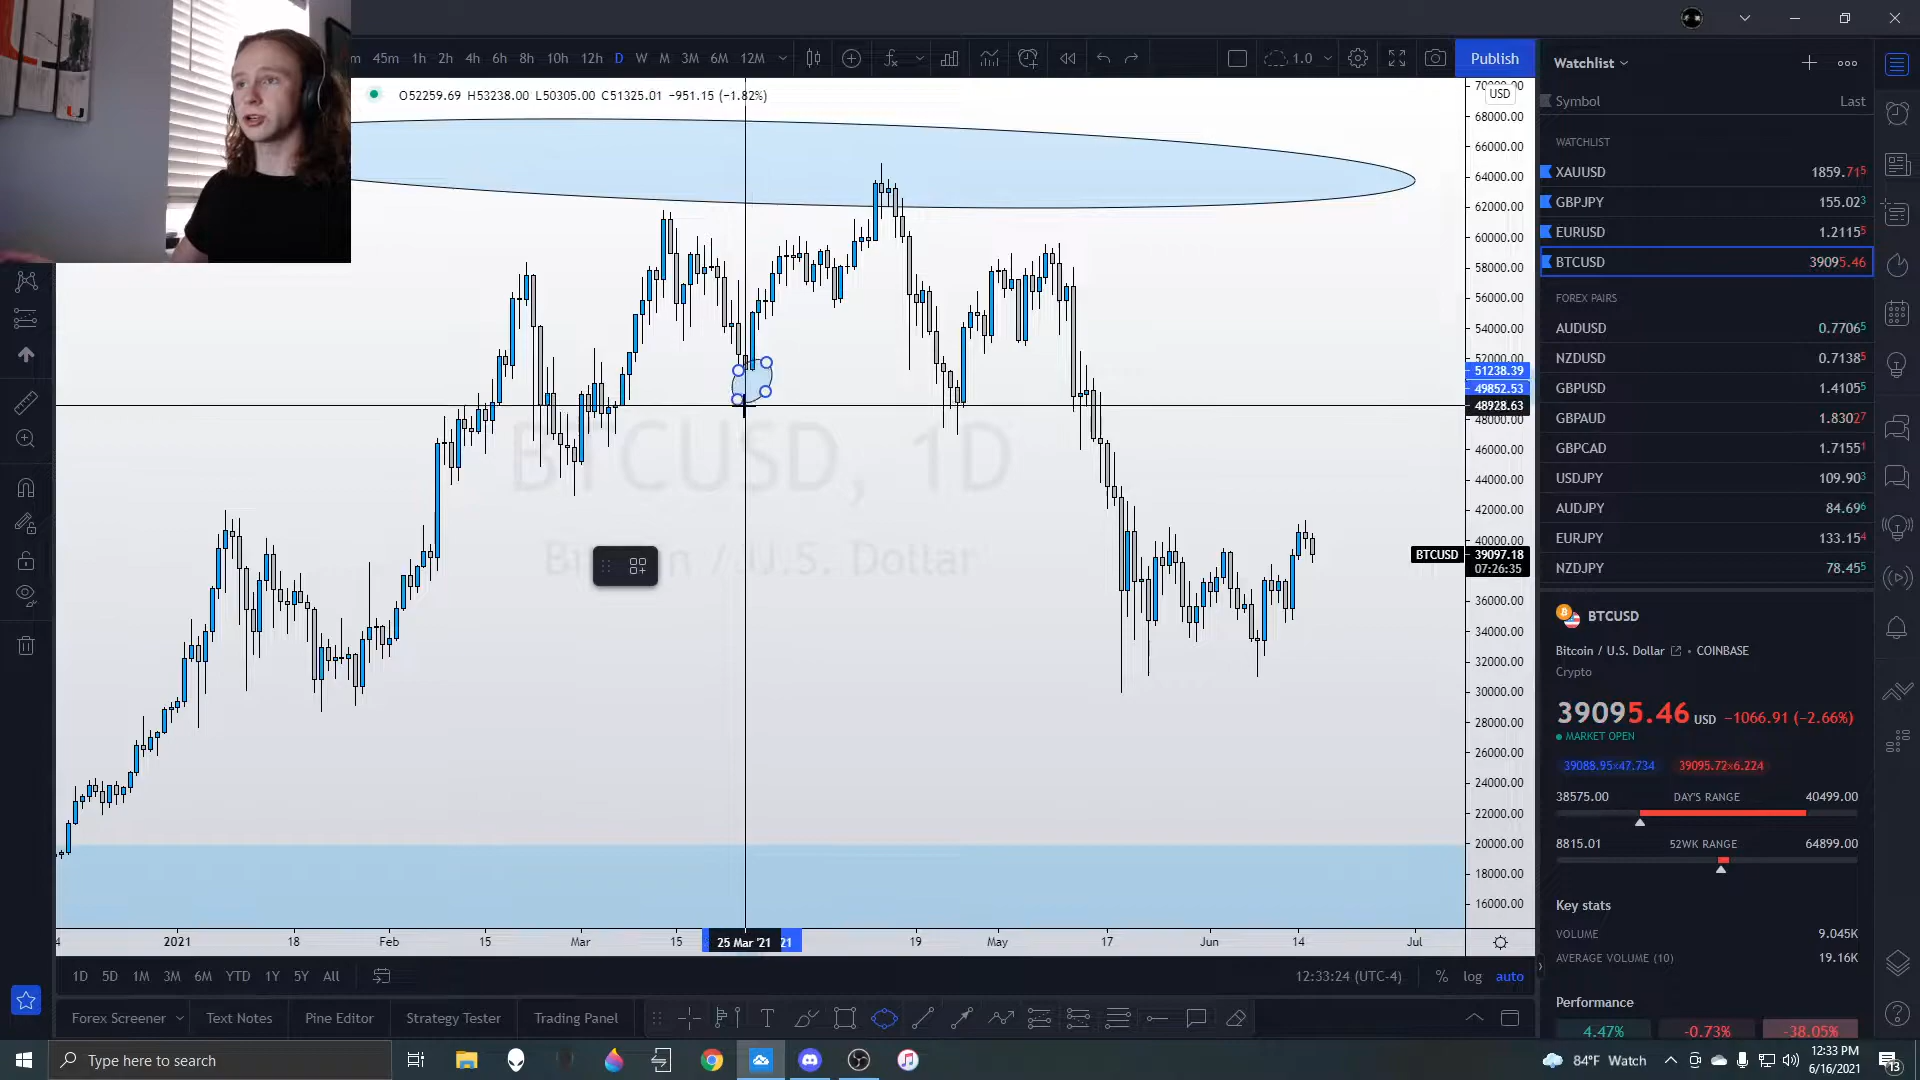 m 45m 1h 2h 4h 6h 8h 10h 12h D W M 3M 6M 12M 1.0 Publish
O52259.69 H53238.00 L50305.00 C51325.01 −951.15 (−1.82%)
USD
68000.00
66000.00
64000.00
62000.00
60000.00
58000.00
56000.00
54000.00
52000.00
51238.39
49852.53
48928.63
48000.00
46000.00
44000.00
42000.00
40000.00
BTCUSD 39097.18
07:26:35
36000.00
34000.00
32000.00
30000.00
28000.00
26000.00
24000.00
22000.00
20000.00
18000.00
16000.00
BTCUSD, 1D
Bitcoin / U.S. Dollar
4 2021 18 Feb 15 Mar 15 25 Mar '21 21 19 May 17 Jun 14 Jul
1D 5D 1M 3M 6M YTD 1Y 5Y All 12:33:24 (UTC-4) % log auto
Forex Screener Text Notes Pine Editor Strategy Tester Trading Panel
Watchlist
Symbol Last
WATCHLIST
XAUUSD 1859.715
GBPJPY 155.023
EURUSD 1.21155
BTCUSD 39095.46
FOREX PAIRS
AUDUSD 0.77065
NZDUSD 0.71385
GBPUSD 1.41055
GBPAUD 1.83027
GBPCAD 1.71551
USDJPY 109.903
AUDJPY 84.696
EURJPY 133.154
NZDJPY 78.455
BTCUSD
Bitcoin / U.S. Dollar • COINBASE
Crypto
39095.46 USD −1066.91 (−2.66%)
MARKET OPEN
39088.95×47.734 39095.72×6.224
38575.00 DAY'S RANGE 40499.00
8815.01 52WK RANGE 64899.00
Key stats
VOLUME 9.045K
AVERAGE VOLUME (10) 19.16K
Performance
4.47% -0.73% -38.05%
Type here to search
84°F Watch
12:33 PM
6/16/2021
13